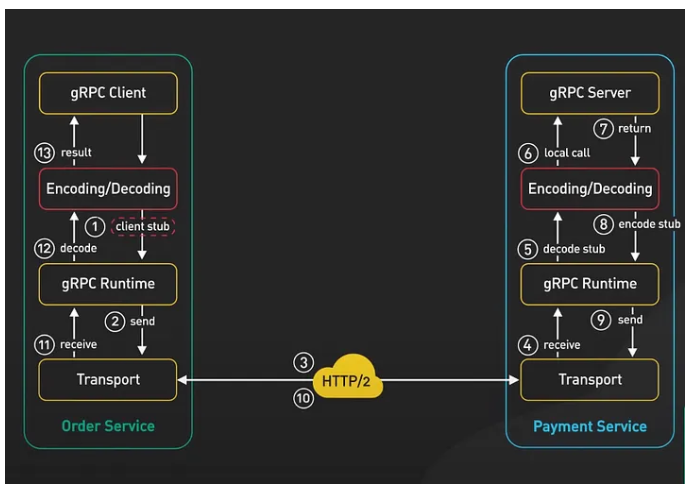 gRPC Client
13 result
Encoding/Decoding
1 client stub
12 decode
gRPC Runtime
2 send
11 receive
Transport
Order Service
3
HTTP/2
10
gRPC Server
7 return
6 local call
Encoding/Decoding
8 encode stub
5 decode stub
gRPC Runtime
9 send
4 receive
Transport
Payment Service